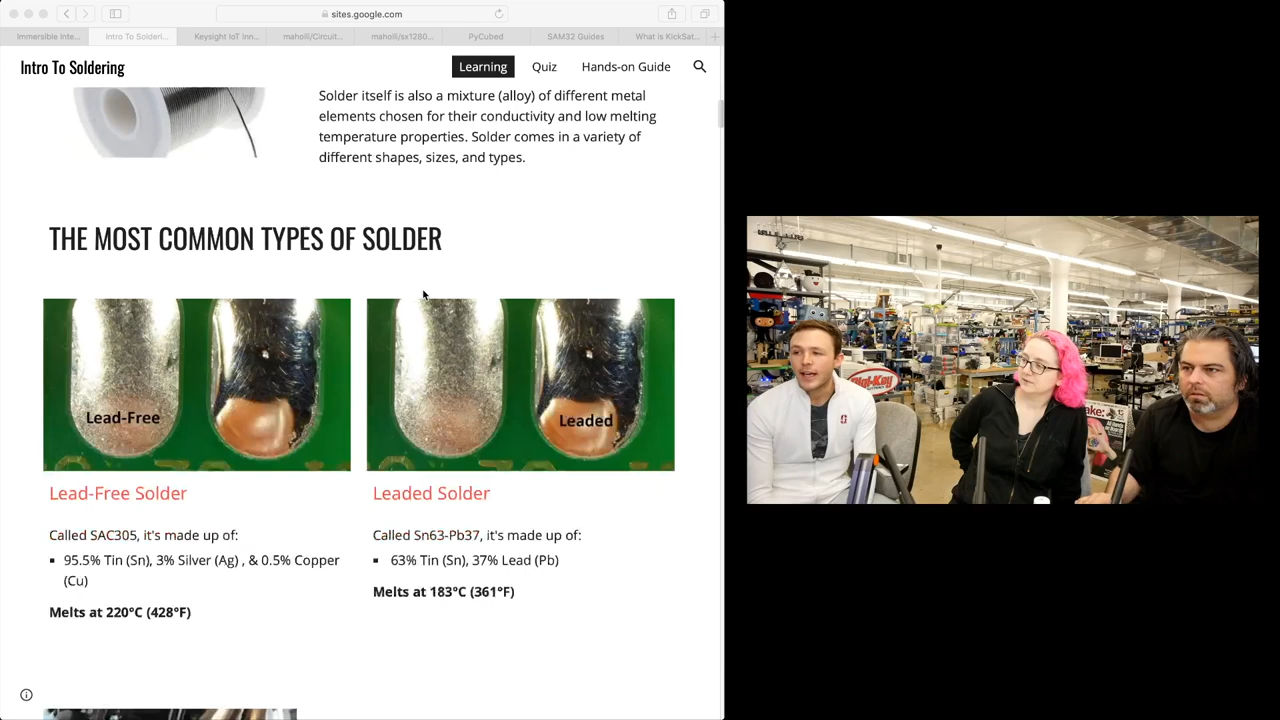 sites.google.com
Immersible inte...
Intro To Solderi...
Keysight IoT Inn...
maholli/Circuit...
maholli/sx1280...
PyCubed
SAM32 Guides
What is KickSat...
Intro To Soldering
Learning
Quiz
Hands-on Guide
Solder itself is also a mixture (alloy) of different metal
elements chosen for their conductivity and low melting
temperature properties. Solder comes in a variety of
different shapes, sizes, and types.
THE MOST COMMON TYPES OF SOLDER
Lead-Free
Leaded
Lead-Free Solder
Called SAC305, it's made up of:
▪ 95.5% Tin (Sn), 3% Silver (Ag) , & 0.5% Copper
(Cu)
Melts at 220°C (428°F)
Leaded Solder
Called Sn63-Pb37, it's made up of:
▪ 63% Tin (Sn), 37% Lead (Pb)
Melts at 183°C (361°F)
Digi-Key
Make: